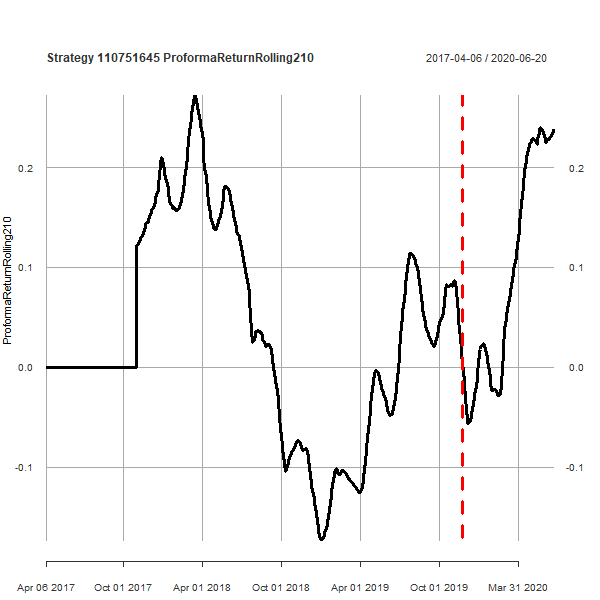 Strategy 110751645 ProformaReturnRolling210
2017-04-06 / 2020-06-20
ProformaReturnRolling210
0.2
0.2
0.1
0.1
0.0
0.0
-0.1
-0.1
Apr 06 2017
Oct 01 2017
Apr 01 2018
Oct 01 2018
Apr 01 2019
Oct 01 2019
Mar 31 2020